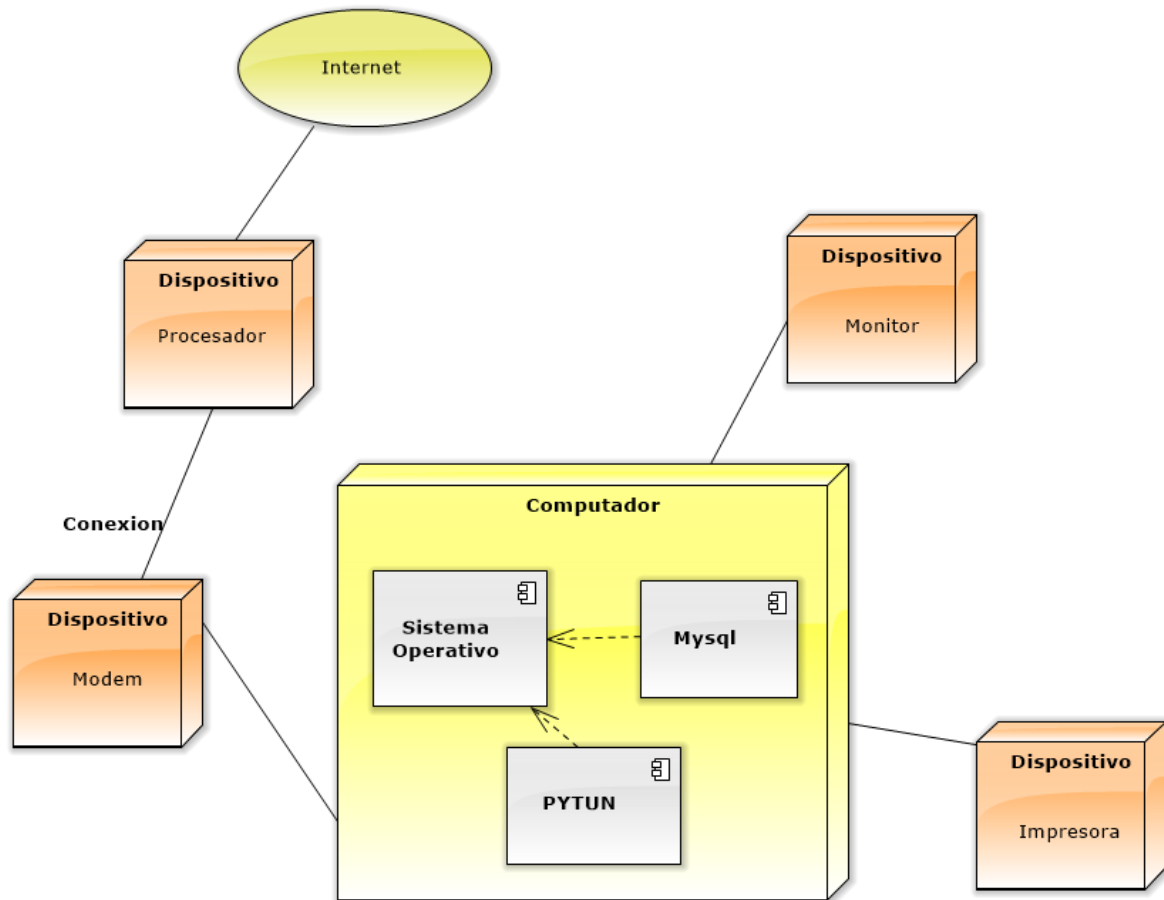 Internet
Dispositivo
Procesador
Dispositivo
Monitor
Conexion
Computador
Dispositivo
Modem
Sistema
Operativo
Mysql
PYTUN
Dispositivo
Impresora